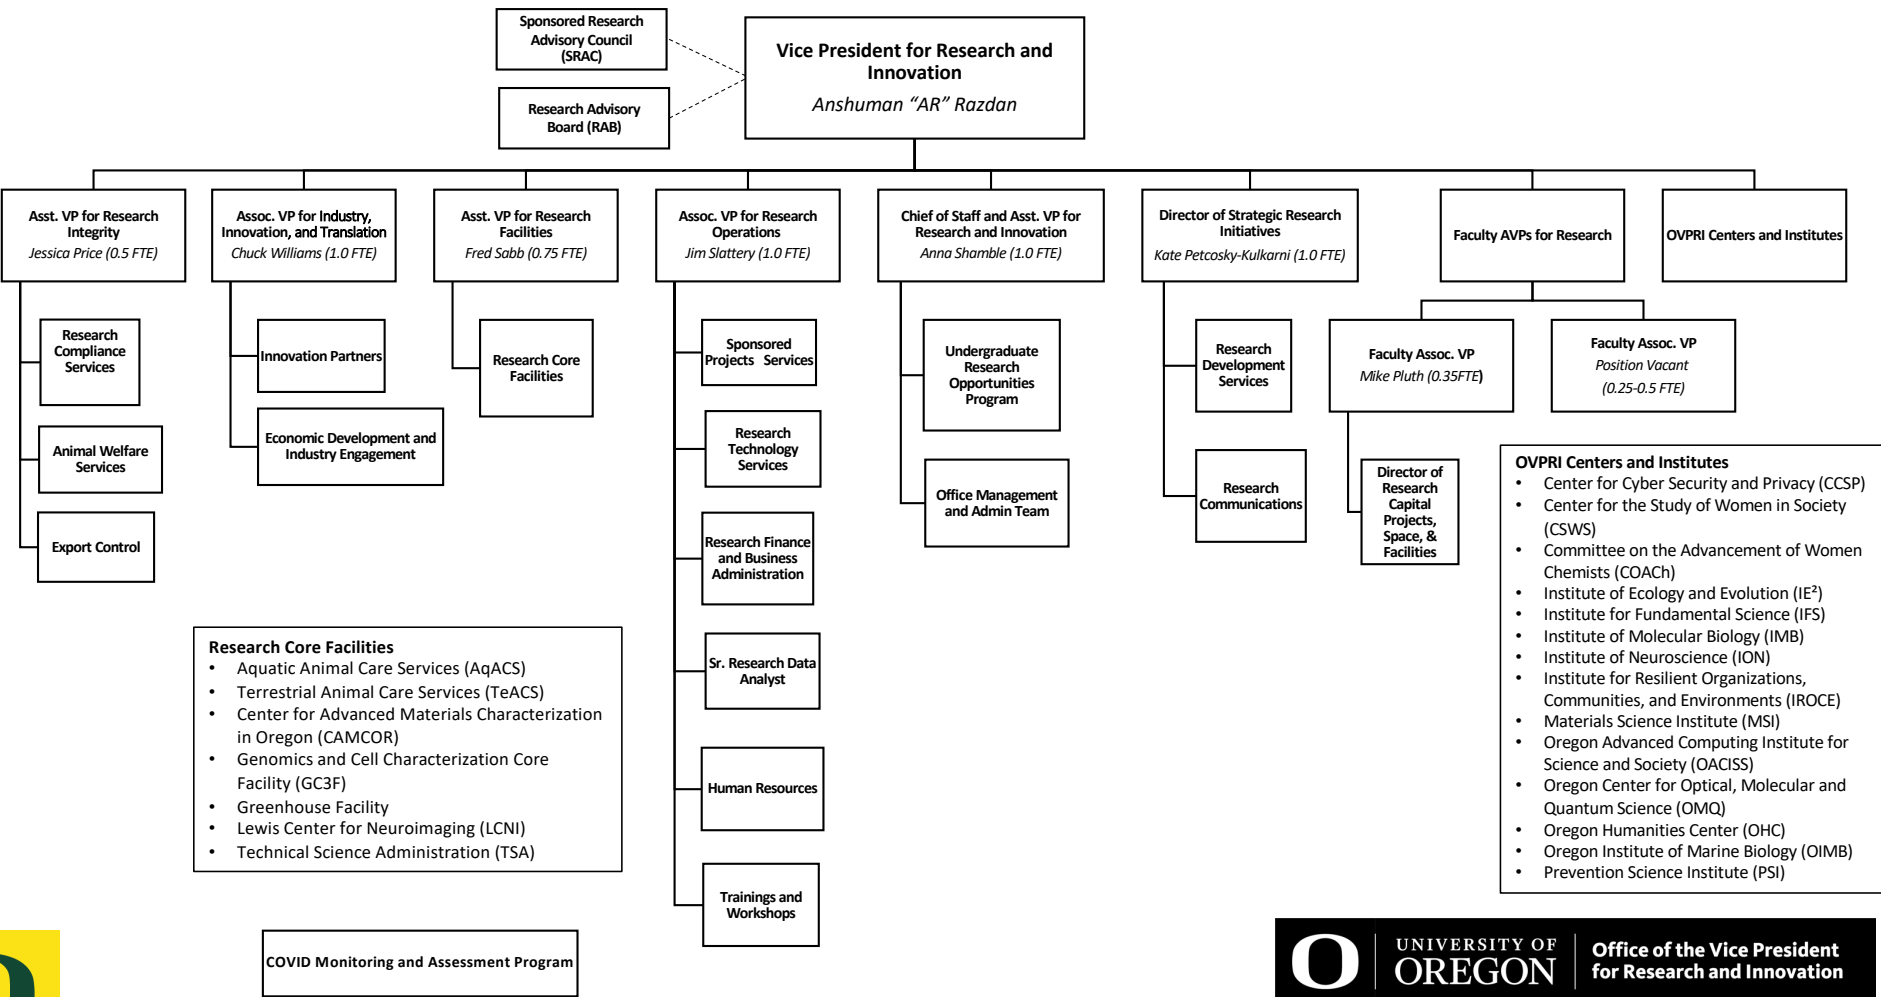 Sponsored Research
Advisory Council
(SRAC)
Research Advisory
Board (RAB)
Vice President for Research and
Innovation
Anshuman “AR” Razdan
Asst. VP for Research
Integrity
Jessica Price (0.5 FTE)
Assoc. VP for Industry,
Innovation, and Translation
Chuck Williams (1.0 FTE)
Asst. VP for Research
Facilities
Fred Sabb (0.75 FTE)
Assoc. VP for Research
Operations
Jim Slattery (1.0 FTE)
Chief of Staff and Asst. VP for
Research and Innovation
Anna Shamble (1.0 FTE)
Director of Strategic Research
Initiatives
Kate Petcosky-Kulkarni (1.0 FTE)
Faculty AVPs for Research
OVPRI Centers and Institutes
Research
Compliance
Services
Animal Welfare
Services
Export Control
Innovation Partners
Economic Development and
Industry Engagement
Research Core
Facilities
Sponsored
Projects Services
Research
Technology
Services
Research Finance
and Business
Administration
Sr. Research Data
Analyst
Human Resources
Trainings and
Workshops
Undergraduate
Research
Opportunities
Program
Office Management
and Admin Team
Research
Development
Services
Research
Communications
Faculty Assoc. VP
Mike Pluth (0.35FTE)
Faculty Assoc. VP
Position Vacant
(0.25-0.5 FTE)
Director of
Research
Capital
Projects,
Space, &
Facilities
Research Core Facilities
• Aquatic Animal Care Services (AqACS)
• Terrestrial Animal Care Services (TeACS)
• Center for Advanced Materials Characterization
in Oregon (CAMCOR)
• Genomics and Cell Characterization Core
Facility (GC3F)
• Greenhouse Facility
• Lewis Center for Neuroimaging (LCNI)
• Technical Science Administration (TSA)
OVPRI Centers and Institutes
• Center for Cyber Security and Privacy (CCSP)
• Center for the Study of Women in Society
(CSWS)
• Committee on the Advancement of Women
Chemists (COACh)
• Institute of Ecology and Evolution (IE²)
• Institute for Fundamental Science (IFS)
• Institute of Molecular Biology (IMB)
• Institute of Neuroscience (ION)
• Institute for Resilient Organizations,
Communities, and Environments (IROCE)
• Materials Science Institute (MSI)
• Oregon Advanced Computing Institute for
Science and Society (OACISS)
• Oregon Center for Optical, Molecular and
Quantum Science (OMQ)
• Oregon Humanities Center (OHC)
• Oregon Institute of Marine Biology (OIMB)
• Prevention Science Institute (PSI)
COVID Monitoring and Assessment Program
O
UNIVERSITY OF
OREGON
Office of the Vice President
for Research and Innovation